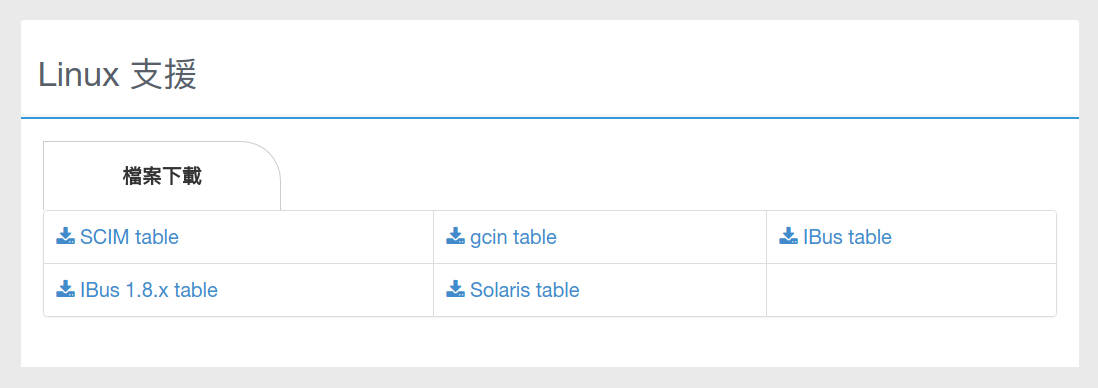 Linux 支援
檔案下載
SCIM table
gcin table
IBus table
IBus 1.8.x table
Solaris table